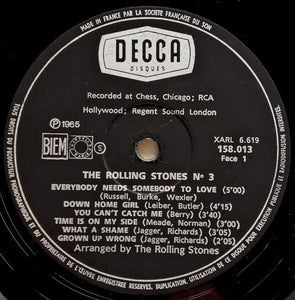 MADE IN FRANCE PAR LA SOCIÉTÉ FRANÇAISE DU SON
DECCA
DISQUES
Recorded at Chess, Chicago; RCA
Hollywood; Regent Sound London
℗1965
XARL 6.619
BIEM
S
158.013
Face 1
THE ROLLING STONES Nº 3
EVERYBODY NEEDS SOMEBODY TO LOVE (5'00)
(Russell, Burke, Wexler)
DOWN HOME GIRL (Leiber, Butler) (4'15)
YOU CAN'T CATCH ME (Berry) (3'40)
TIME IS ON MY SIDE (Meade, Norman) (3')
WHAT A SHAME (Jagger, Richards) (3')
GROWN UP WRONG (Jagger, Richards) (2')
Arranged by The Rolling Stones